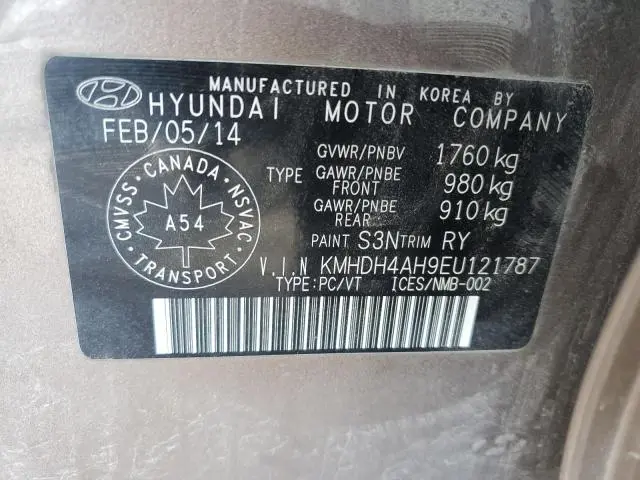 MANUFACTURED IN KOREA BY
HYUNDAI MOTOR COMPANY
FEB/05/14
GVWR/PNBV 1760 kg
TYPE GAWR/PNBE FRONT 980 kg
GAWR/PNBE REAR 910 kg
PAINT S3N TRIM RY
CMVSS · CANADA · NSVAC
A54
TRANSPORT
V.I.N KMHDH4AH9EU121787
TYPE:PC/VT ICES/NMB-002